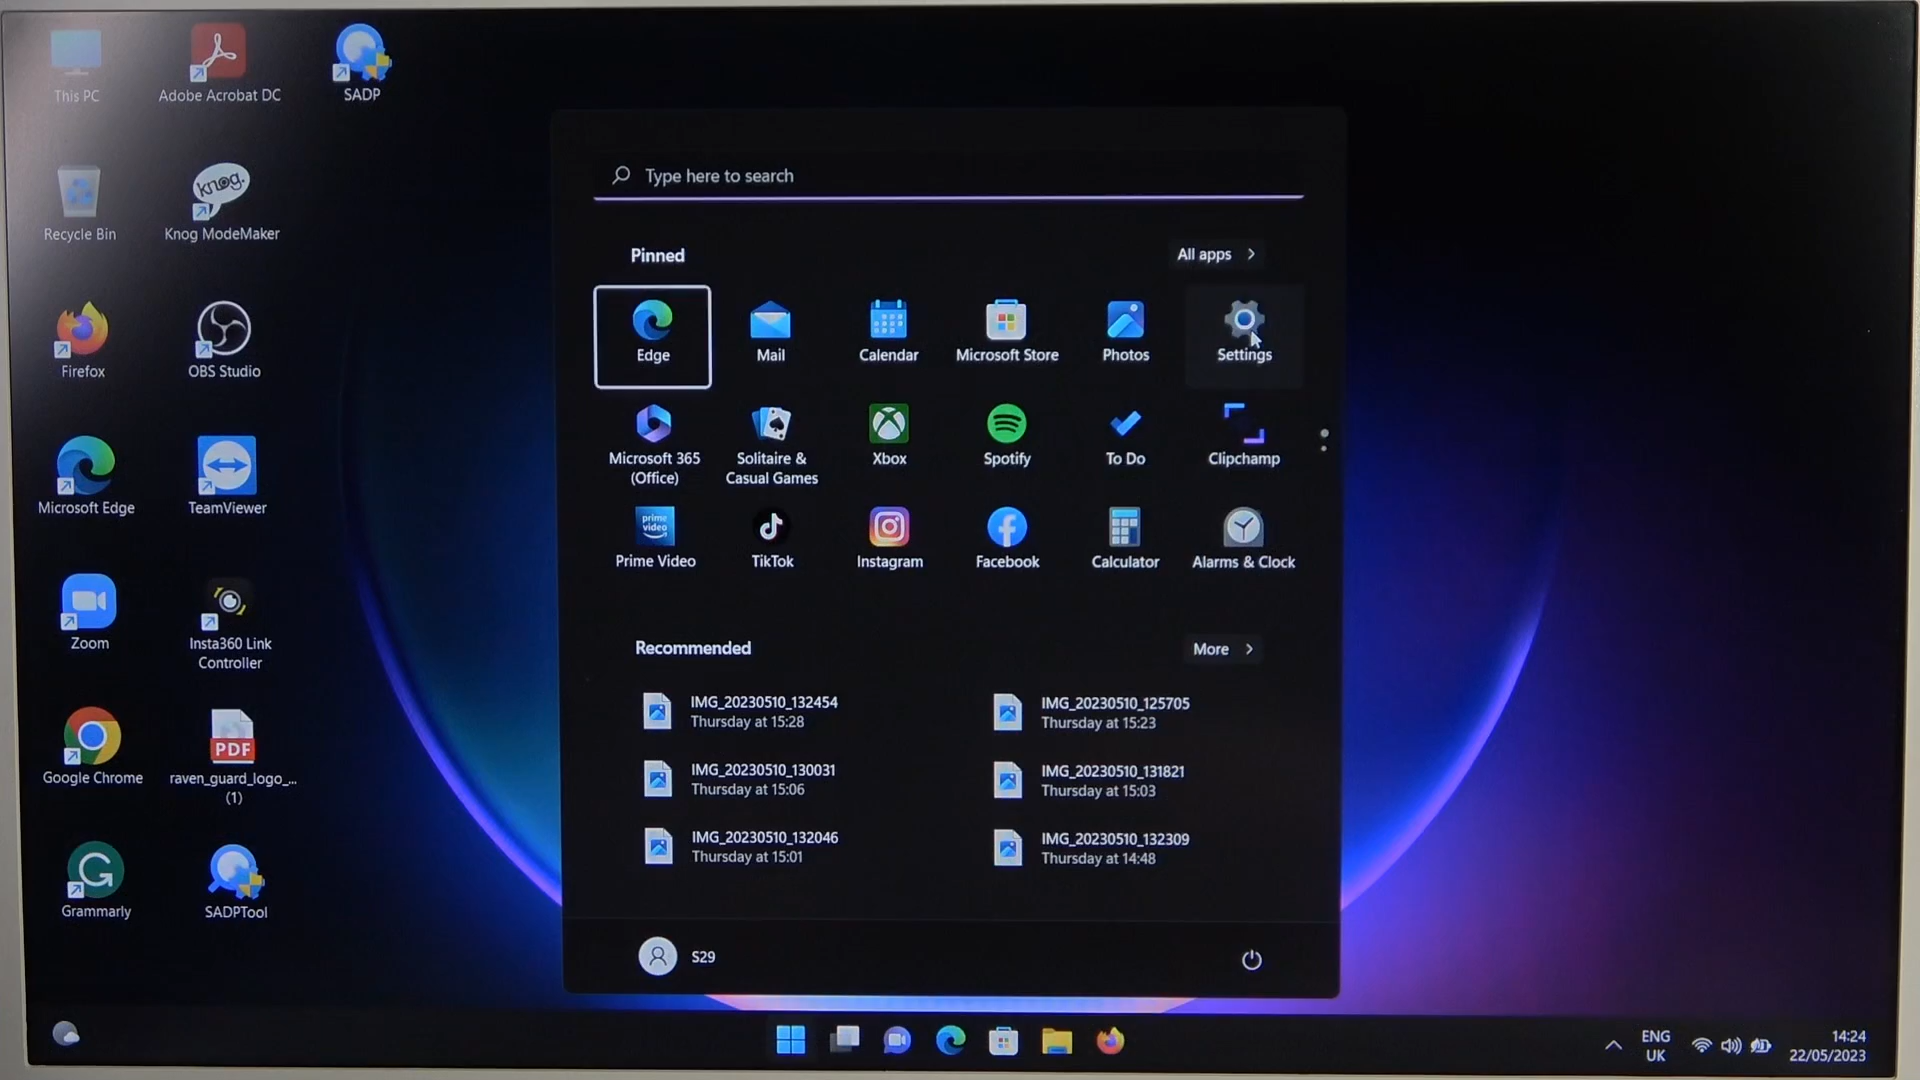 This PC
Adobe Acrobat DC
SADP
Recycle Bin
knog.
Knog ModeMaker
Firefox
OBS Studio
Microsoft Edge
TeamViewer
Zoom
Insta360 Link
Controller
Google Chrome
PDF
raven_guard_logo_...
(1)
Grammarly
SADPTool
Type here to search
Pinned
All apps
Edge
Mail
Calendar
Microsoft Store
Photos
Settings
Microsoft 365
(Office)
Solitaire &
Casual Games
Xbox
Spotify
To Do
Clipchamp
prime
video
Prime Video
TikTok
Instagram
Facebook
Calculator
Alarms & Clock
Recommended
More
IMG_20230510_132454
Thursday at 15:28
IMG_20230510_125705
Thursday at 15:23
IMG_20230510_130031
Thursday at 15:06
IMG_20230510_131821
Thursday at 15:03
IMG_20230510_132046
Thursday at 15:01
IMG_20230510_132309
Thursday at 14:48
S29
ENG
UK
14:24
22/05/2023